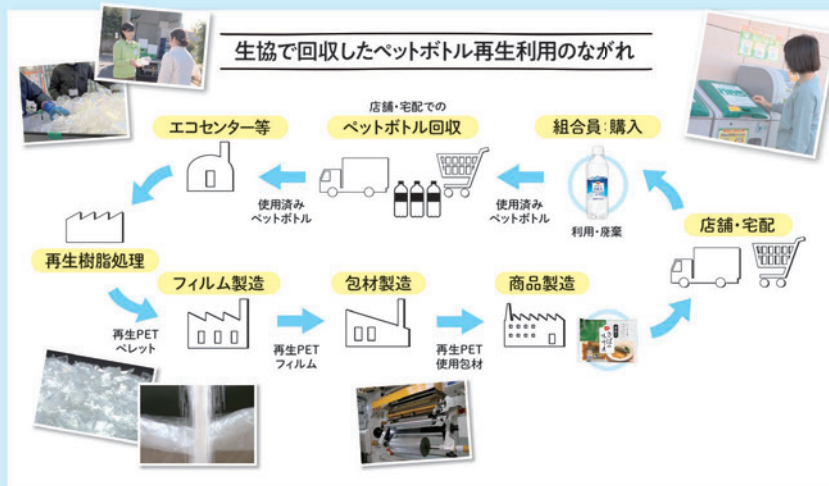 生協で回収したペットボトル再生利用のながれ
店舗・宅配での
エコセンター等
ペットボトル回収
組合員：購入
使用済み
ペットボトル
使用済み
ペットボトル
利用・廃棄
店舗・宅配
再生樹脂処理
フィルム製造
包材製造
商品製造
再生PET
ペレット
再生PET
フィルム
再生PET
使用包材